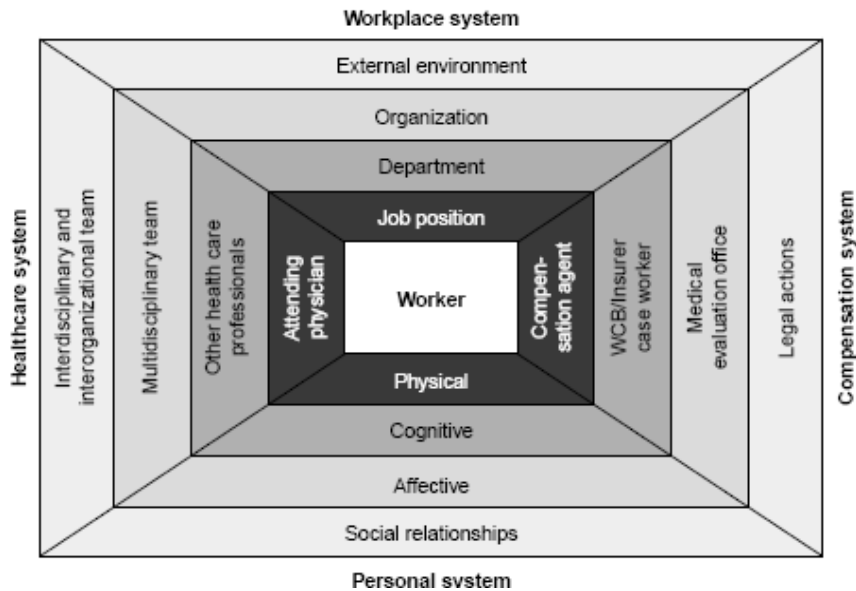 Workplace system
External environment
Organization
Department
Job position
Healthcare system
Interdisciplinary and
interorganizational team
Multidisciplinary team
Other health care
professionals
Attending
physician
Worker
Compen-
sation agent
WCB/Insurer
case worker
Medical
evaluation office
Legal actions
Compensation system
Physical
Cognitive
Affective
Social relationships
Personal system